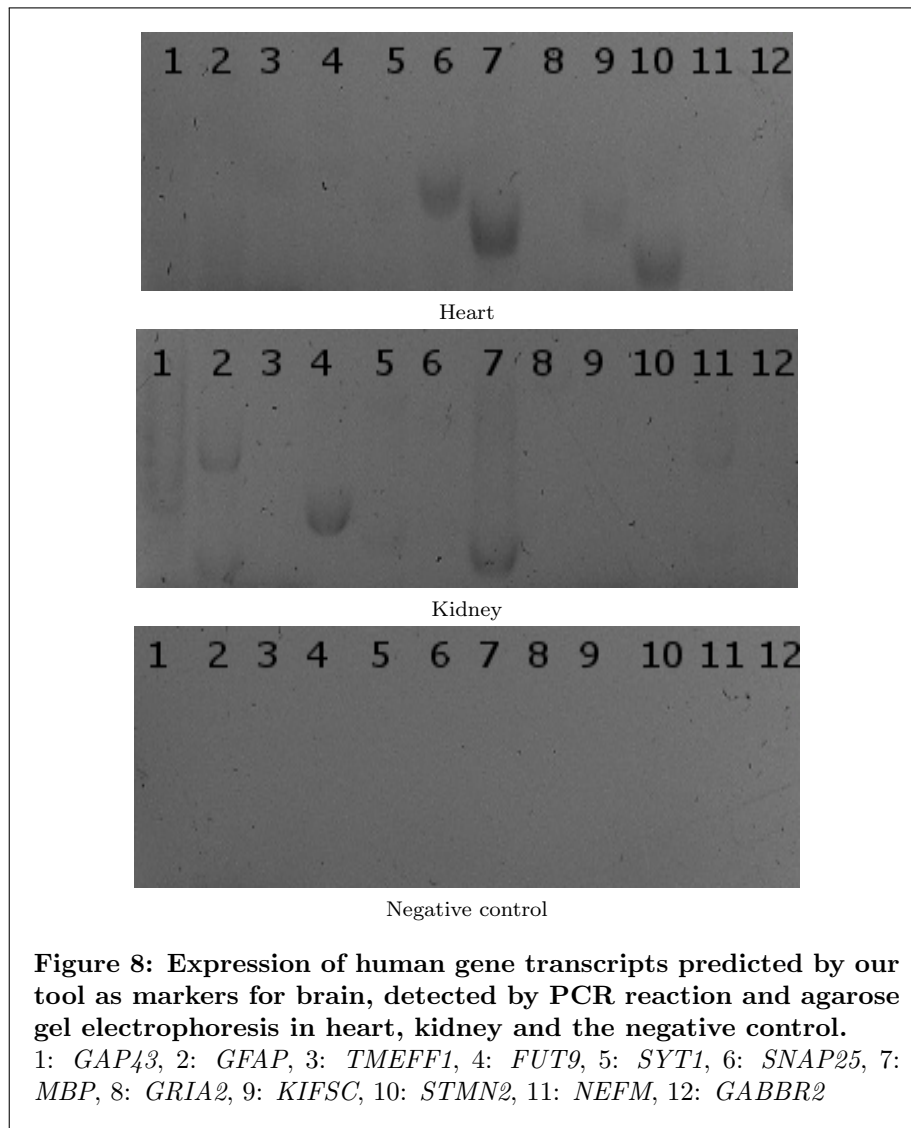 1 2 3 4 5 6 7 8 9 10 11 12
Heart
1 2 3 4 5 6 7 8 9 10 11 12
Kidney
1 2 3 4 5 6 7 8 9 10 11 12
Negative control
Figure 8: Expression of human gene transcripts predicted by our
tool as markers for brain, detected by PCR reaction and agarose
gel electrophoresis in heart, kidney and the negative control.
1: GAP43, 2: GFAP, 3: TMEFF1, 4: FUT9, 5: SYT1, 6: SNAP25, 7:
MBP, 8: GRIA2, 9: KIFSC, 10: STMN2, 11: NEFM, 12: GABBR2